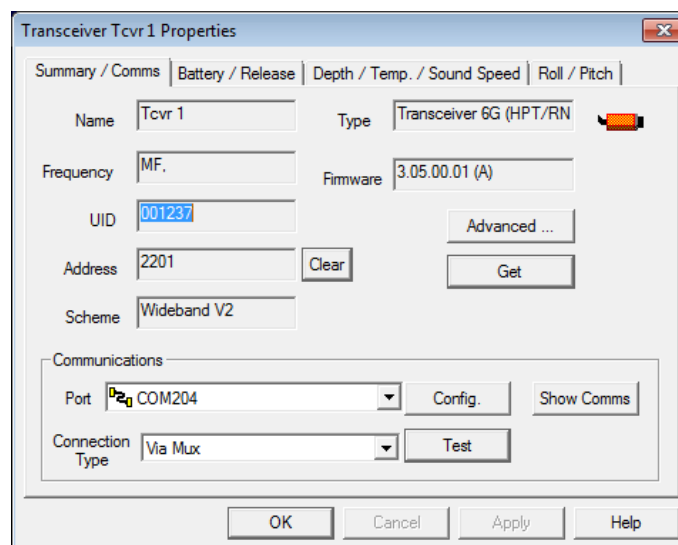 Transceiver Tcvr 1 Properties
Summary / Comms Battery / Release Depth / Temp. / Sound Speed Roll / Pitch
Name Tcvr 1 Type Transceiver 6G (HPT/RN
Frequency MF, Firmware 3.05.00.01 (A)
UID 001237 Advanced ...
Address 2201 Clear Get
Scheme Wideband V2
Communications
Port COM204 Config. Show Comms
Connection Type Via Mux Test
OK Cancel Apply Help